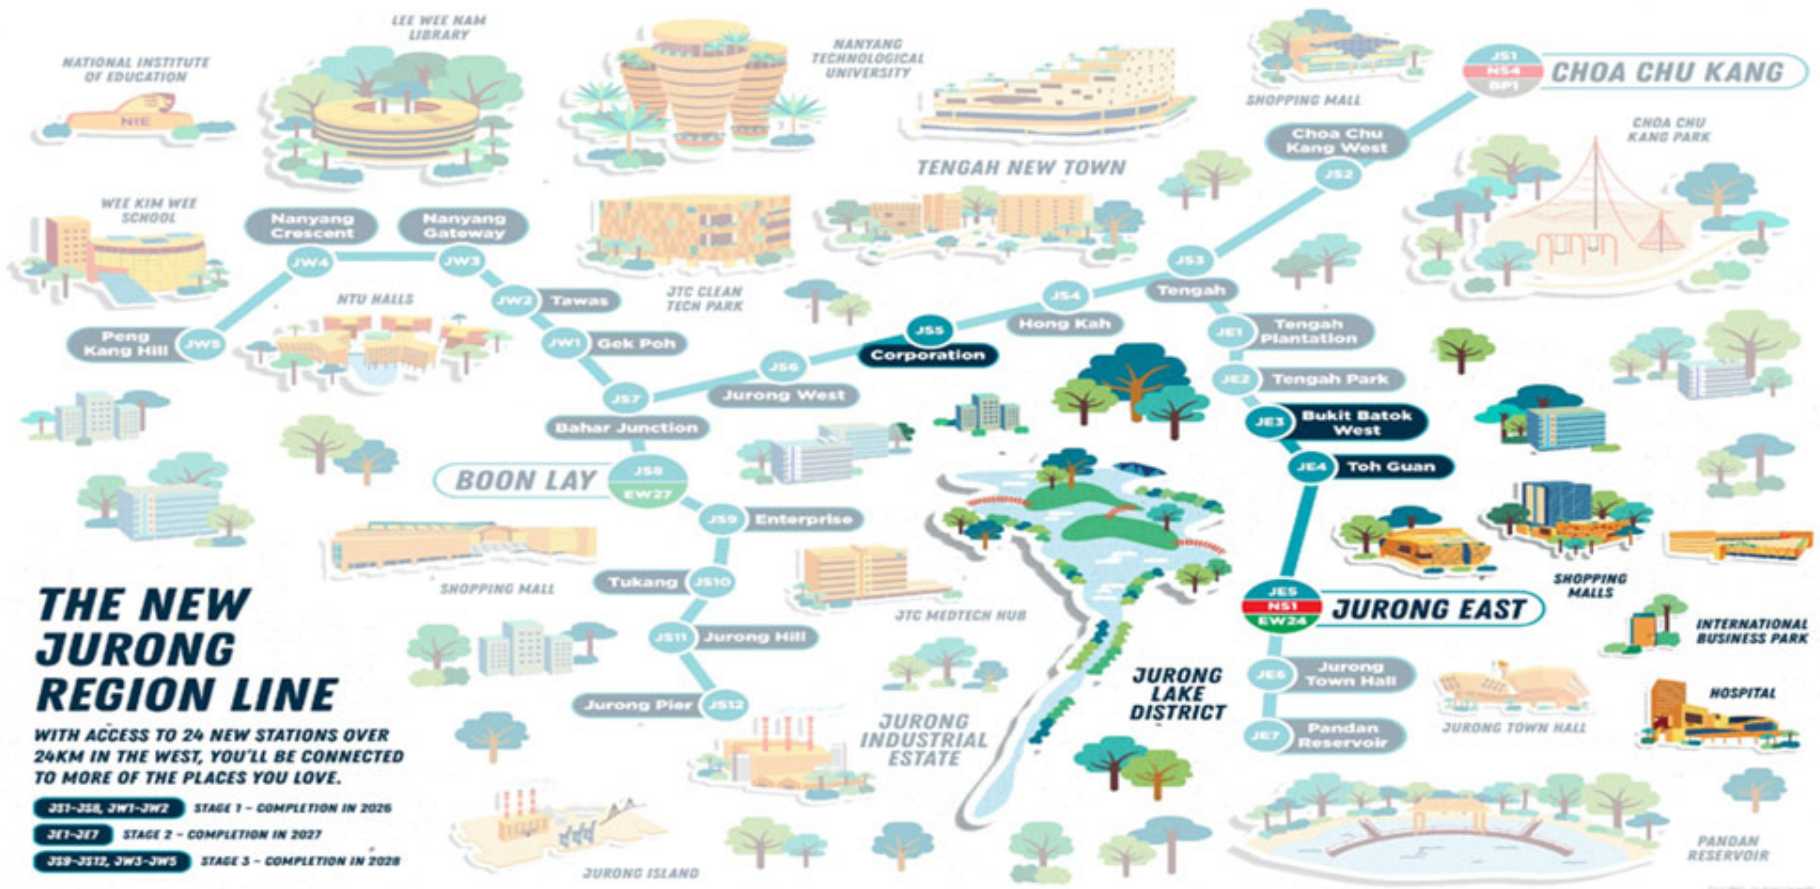 LEE WEE NAM
LIBRARY
NATIONAL INSTITUTE
OF EDUCATION
NIE
NANYANG
TECHNOLOGICAL
UNIVERSITY
SHOPPING MALL
JS1
NS4
BP1
CHOA CHU KANG
Choa Chu
Kang West
JS2
CHOA CHU
KANG PARK
TENGAH NEW TOWN
WEE KIM WEE
SCHOOL
Nanyang
Crescent
JW4
Nanyang
Gateway
JW3
JW2
Tawas
NTU HALLS
JTC CLEAN
TECH PARK
JS3
Tengah
JS4
Hong Kah
JS5
Corporation
JE1
Tengah
Plantation
Peng
Kang Hill
JW5
JW1
Gek Poh
JS6
Jurong West
JE2
Tengah Park
JS7
Bahar Junction
JE3
Bukit Batok
West
JE4
Toh Guan
BOON LAY
JS8
EW27
JS9
Enterprise
SHOPPING MALL
Tukang
JS10
JTC MEDTECH HUB
SHOPPING
MALLS
JE5
NS1
EW24
JURONG EAST
INTERNATIONAL
BUSINESS PARK
JS11
Jurong Hill
JURONG
LAKE
DISTRICT
JE6
Jurong
Town Hall
JURONG TOWN HALL
HOSPITAL
Jurong Pier
JS12
JURONG
INDUSTRIAL
ESTATE
JE7
Pandan
Reservoir
PANDAN
RESERVOIR
JURONG ISLAND
THE NEW
JURONG
REGION LINE
WITH ACCESS TO 24 NEW STATIONS OVER
24KM IN THE WEST, YOU'LL BE CONNECTED
TO MORE OF THE PLACES YOU LOVE.
JS1-JS8, JW1-JW2 STAGE 1 - COMPLETION IN 2026
JE1-JE7 STAGE 2 - COMPLETION IN 2027
JS9-JS12, JW3-JW5 STAGE 3 - COMPLETION IN 2028